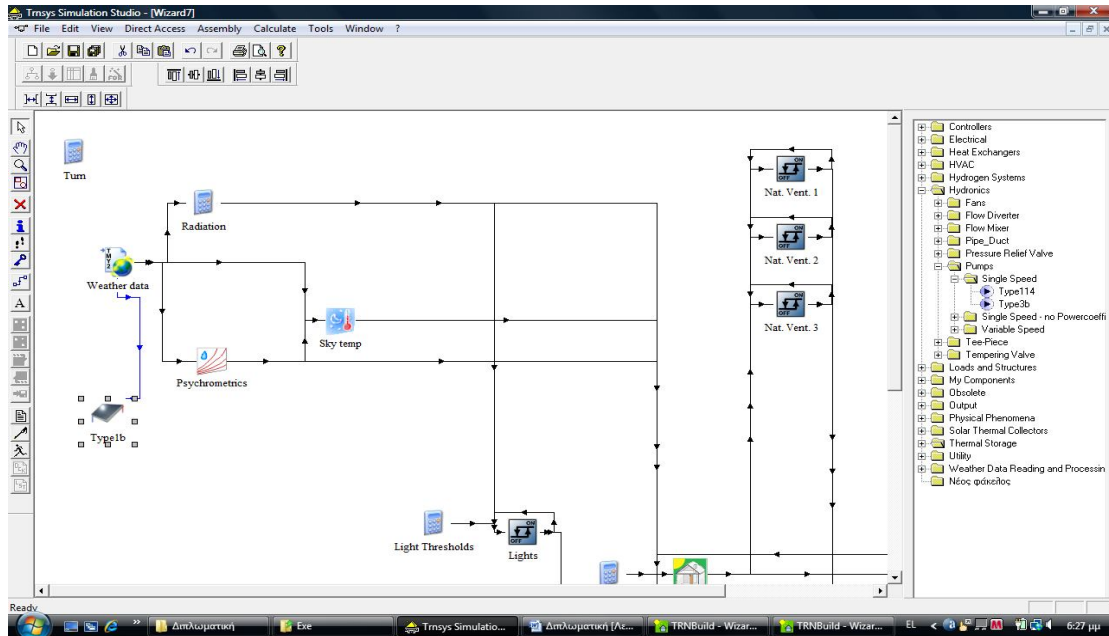 Trnsys Simulation Studio - [Wizard7]
File Edit View Direct Access Assembly Calculate Tools Window ?
Turn
Radiation
Weather data
Sky temp
Psychrometrics
Type1b
Light Thresholds
Lights
Nat. Vent. 1
Nat. Vent. 2
Nat. Vent. 3
Controllers
Electrical
Heat Exchangers
HVAC
Hydrogen Systems
Hydronics
Fans
Flow Diverter
Flow Mixer
Pipe_Duct
Pressure Relief Valve
Pumps
Single Speed
Type114
Type3b
Single Speed - no Powercoeffi
Variable Speed
Tee-Piece
Tempering Valve
Loads and Structures
My Components
Obsolete
Output
Physical Phenomena
Solar Thermal Collectors
Thermal Storage
Utility
Weather Data Reading and Processin
Νέος φάκελος
Ready
Διπλωματική Exe Trnsys Simulatio... Διπλωματική [Λε... TRNBuild - Wizar... TRNBuild - Wizar... EL 6:27 μμ